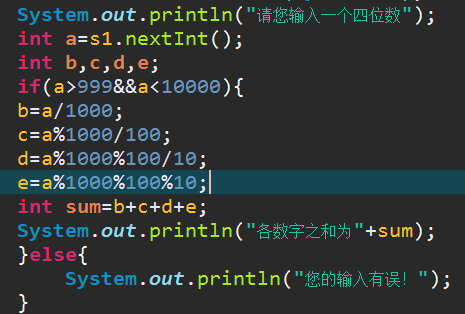 System.out.println("请您输入一个四位数");
int a=s1.nextInt();
int b,c,d,e;
if(a>999&&a<10000){
b=a/1000;
c=a%1000/100;
d=a%1000%100/10;
e=a%1000%100%10;
int sum=b+c+d+e;
System.out.println("各数字之和为"+sum);
}else{
    System.out.println("您的输入有误！");
}